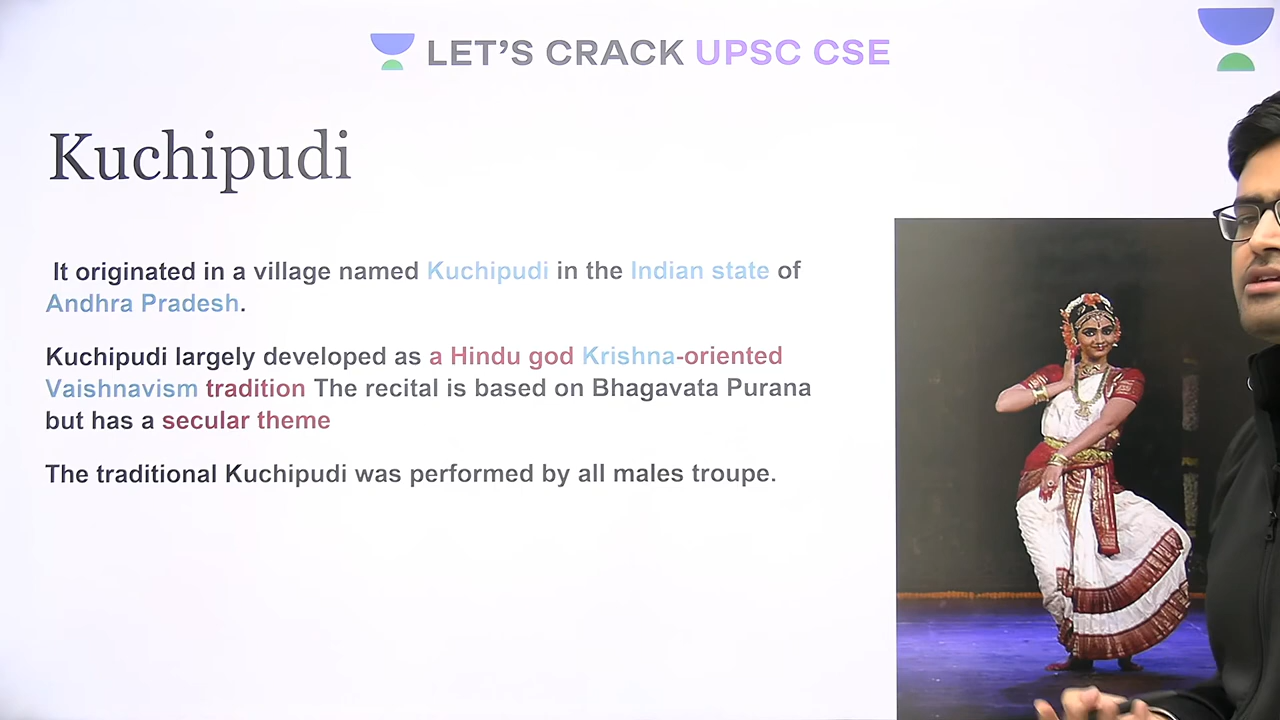 LET'S CRACK UPSC CSE
Kuchipudi
It originated in a village named Kuchipudi in the Indian state of
Andhra Pradesh.
Kuchipudi largely developed as a Hindu god Krishna-oriented
Vaishnavism tradition The recital is based on Bhagavata Purana
but has a secular theme
The traditional Kuchipudi was performed by all males troupe.